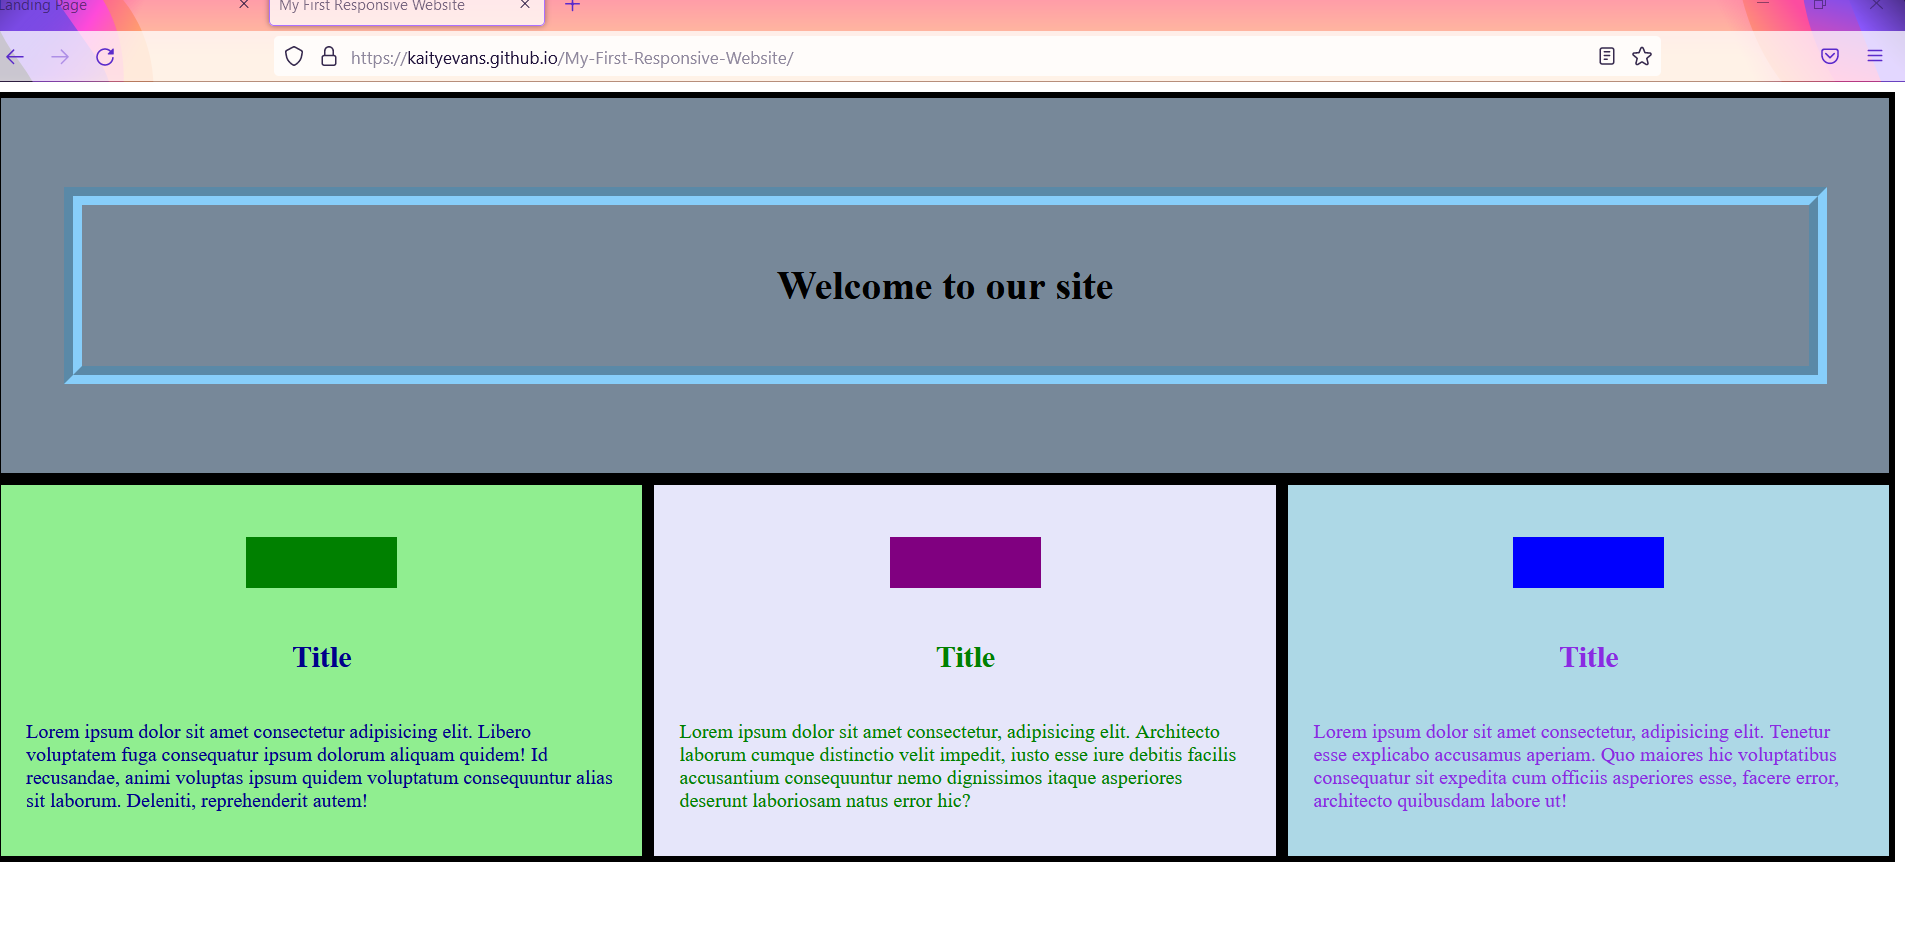 Landing Page
My First Responsive Website
https://kaityevans.github.io/My-First-Responsive-Website/
Welcome to our site
Title
Lorem ipsum dolor sit amet consectetur adipisicing elit. Libero
voluptatem fuga consequatur ipsum dolorum aliquam quidem! Id
recusandae, animi voluptas ipsum quidem voluptatum consequuntur alias
sit laborum. Deleniti, reprehenderit autem!
Title
Lorem ipsum dolor sit amet consectetur, adipisicing elit. Architecto
laborum cumque distinctio velit impedit, iusto esse iure debitis facilis
accusantium consequuntur nemo dignissimos itaque asperiores
deserunt laboriosam natus error hic?
Title
Lorem ipsum dolor sit amet consectetur, adipisicing elit. Tenetur
esse explicabo accusamus aperiam. Quo maiores hic voluptatibus
consequatur sit expedita cum officiis asperiores esse, facere error,
architecto quibusdam labore ut!